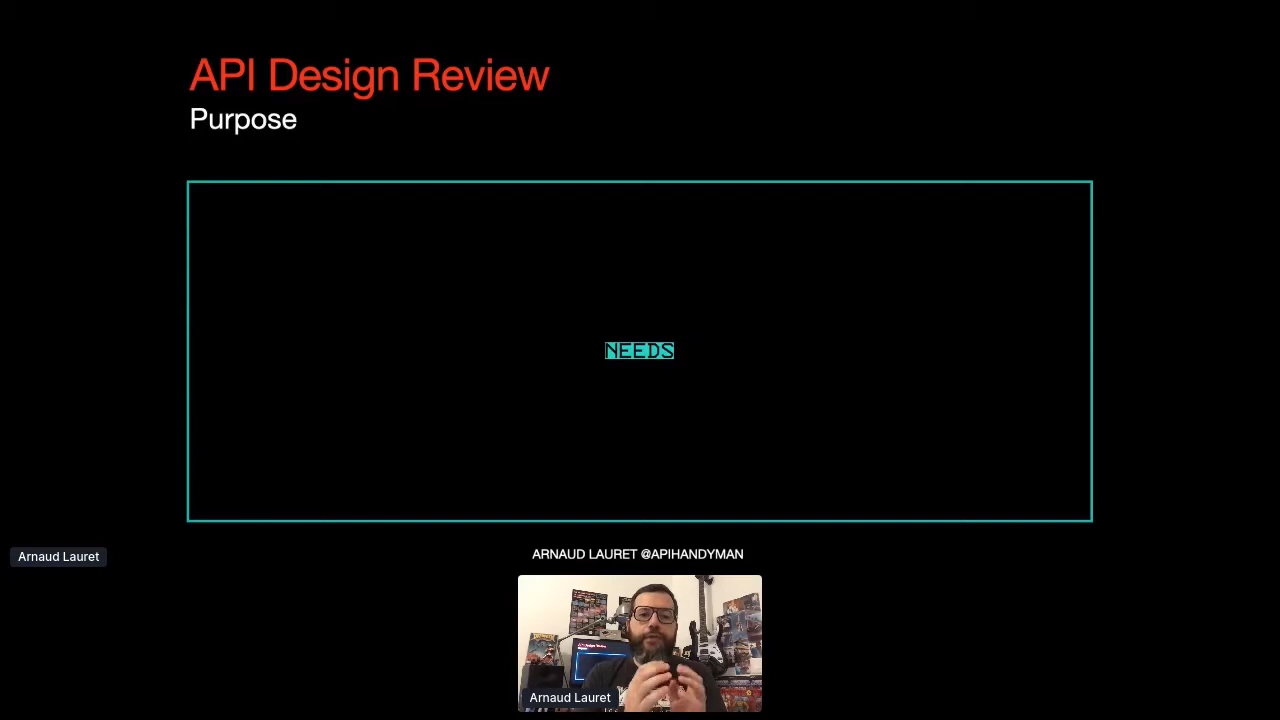 API Design Review
Purpose
NEEDS
Arnaud Lauret
ARNAUD LAURET @APIHANDYMAN
Arnaud Lauret